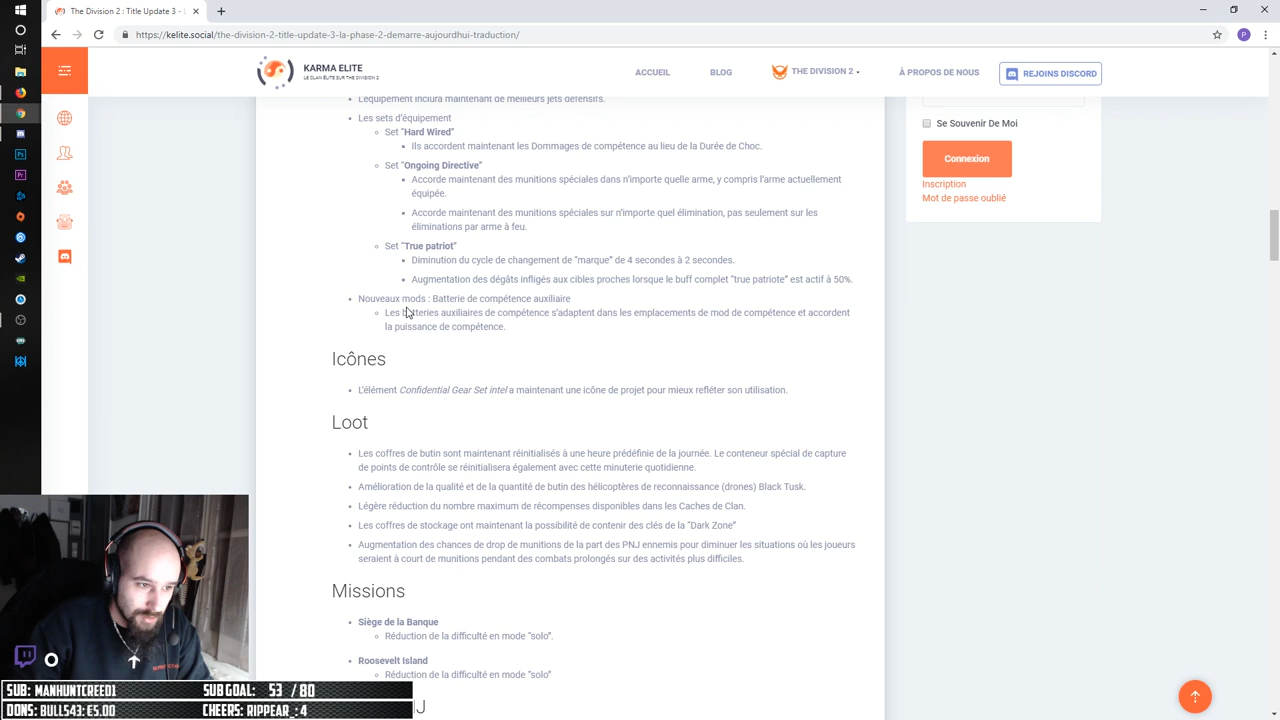 The Division 2 : Title Update 3 - L
https://kelite.social/the-division-2-title-update-3-la-phase-2-demarre-aujourdhui-traduction/
P
KARMA ELITE
LE CLAN ÉLITE SUR THE DIVISION 2
ACCUEIL
BLOG
THE DIVISION 2
À PROPOS DE NOUS
REJOINS DISCORD
L'équipement inclura maintenant de meilleurs jets défensifs.
Les sets d'équipement
Set "Hard Wired"
Ils accordent maintenant les Dommages de compétence au lieu de la Durée de Choc.
Set "Ongoing Directive"
Accorde maintenant des munitions spéciales dans n'importe quelle arme, y compris l'arme actuellement
équipée.
Accorde maintenant des munitions spéciales sur n'importe quel élimination, pas seulement sur les
éliminations par arme à feu.
Set "True patriot"
Diminution du cycle de changement de "marque" de 4 secondes à 2 secondes.
Augmentation des dégâts infligés aux cibles proches lorsque le buff complet "true patriote" est actif à 50%.
Nouveaux mods : Batterie de compétence auxiliaire
Les batteries auxiliaires de compétence s'adaptent dans les emplacements de mod de compétence et accordent
la puissance de compétence.
Icônes
L'élément Confidential Gear Set intel a maintenant une icône de projet pour mieux refléter son utilisation.
Loot
Les coffres de butin sont maintenant réinitialisés à une heure prédéfinie de la journée. Le conteneur spécial de capture
de points de contrôle se réinitialisera également avec cette minuterie quotidienne.
Amélioration de la qualité et de la quantité de butin des hélicoptères de reconnaissance (drones) Black Tusk.
Légère réduction du nombre maximum de récompenses disponibles dans les Caches de Clan.
Les coffres de stockage ont maintenant la possibilité de contenir des clés de la "Dark Zone"
Augmentation des chances de drop de munitions de la part des PNJ ennemis pour diminuer les situations où les joueurs
seraient à court de munitions pendant des combats prolongés sur des activités plus difficiles.
Missions
Siège de la Banque
Réduction de la difficulté en mode "solo".
Roosevelt Island
Réduction de la difficulté en mode "solo"
Se Souvenir De Moi
Connexion
Inscription
Mot de passe oublié
SUB: MANHUNTCREED1
SUB GOAL: 53 / 80
DONS: BULLS43: €5.00
CHEERS: RIPPEAR_: 4